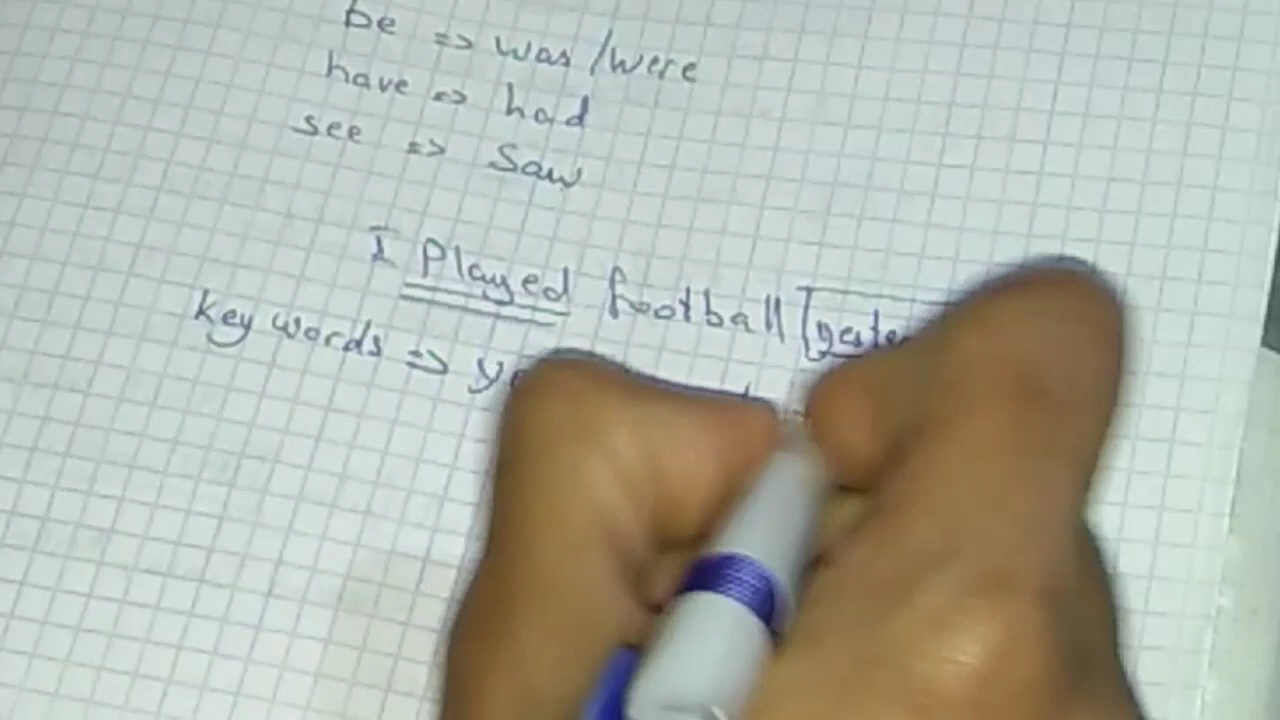 be => was/were
have => had
see => Saw
I Played football
key words =>